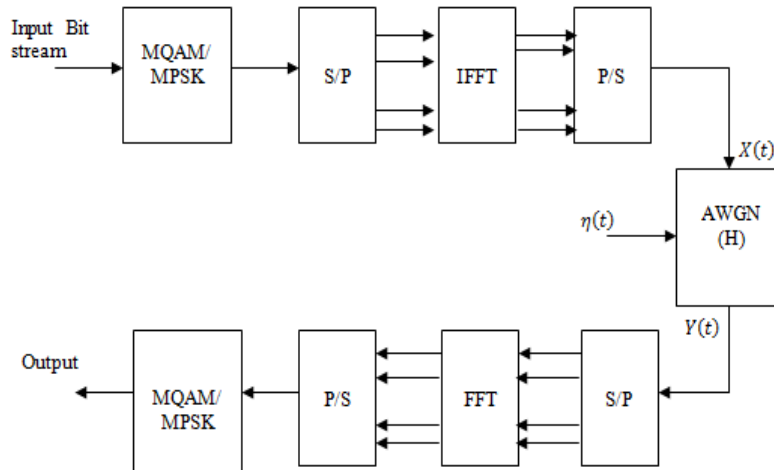 Input Bit
stream
MQAM/
MPSK
S/P
IFFT
P/S
X(t)
η(t)
AWGN
(H)
Y(t)
Output
MQAM/
MPSK
P/S
FFT
S/P